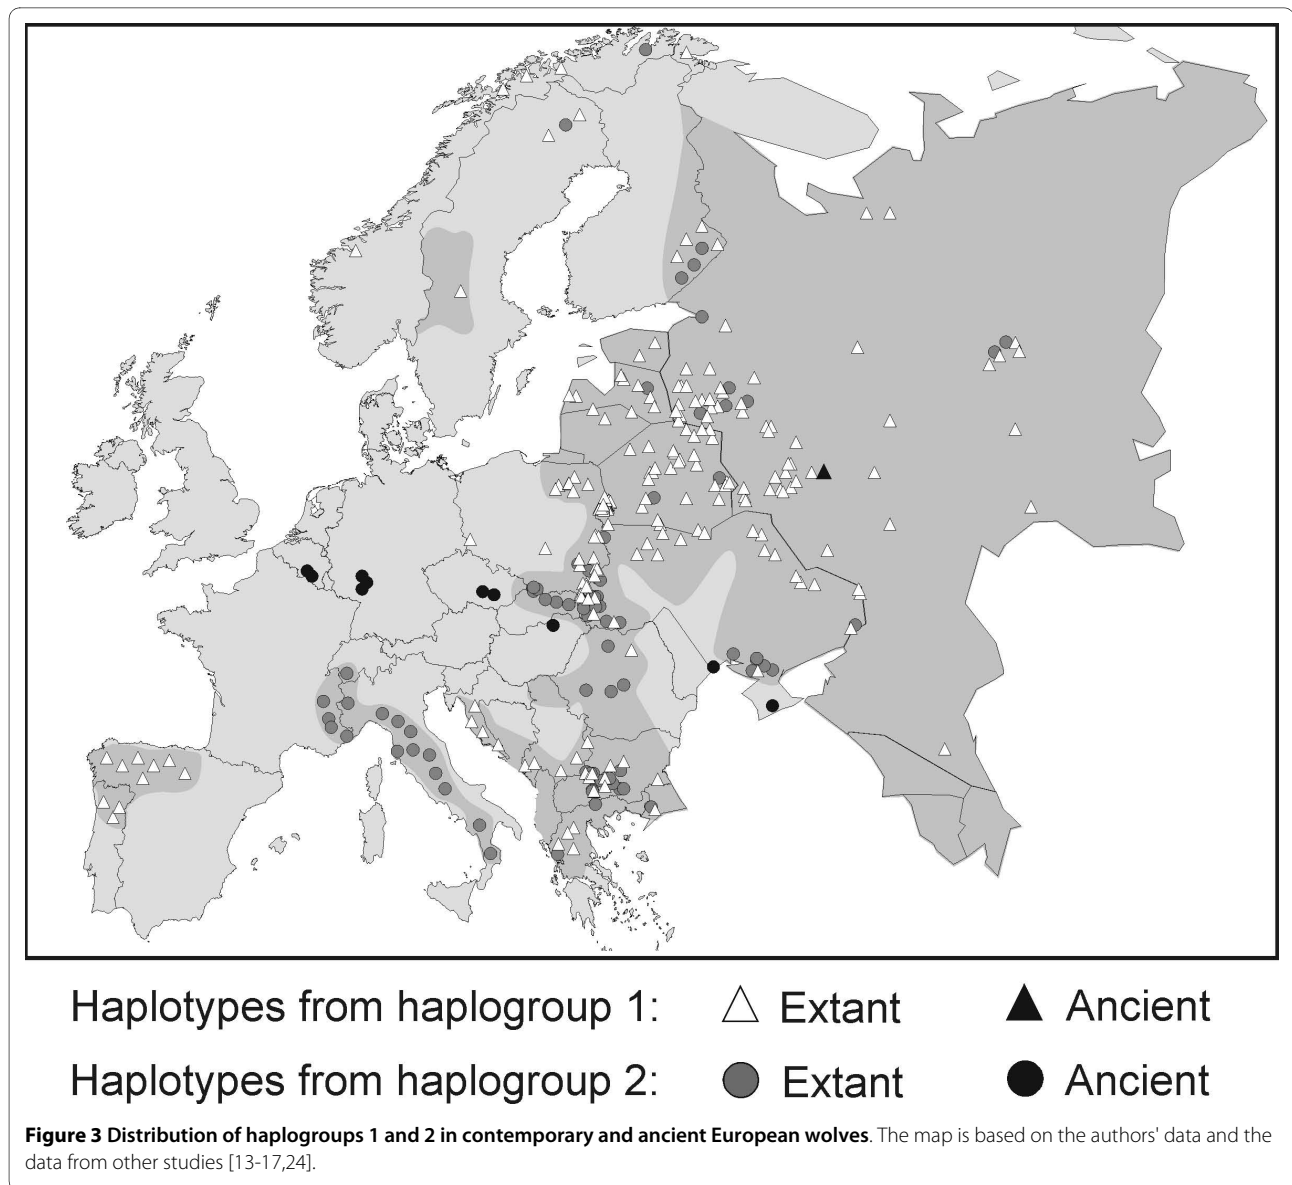 Haplotypes from haplogroup 1: Extant Ancient
Haplotypes from haplogroup 2: Extant Ancient
Figure 3 Distribution of haplogroups 1 and 2 in contemporary and ancient European wolves. The map is based on the authors' data and the
data from other studies [13-17,24].